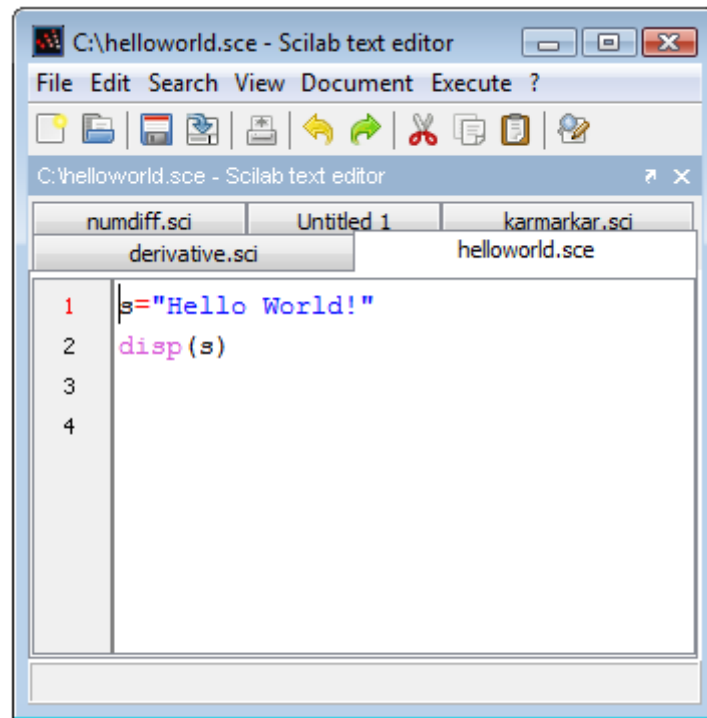 C:\helloworld.sce - Scilab text editor
File Edit Search View Document Execute ?
C:\helloworld.sce - Scilab text editor
numdiff.sci Untitled 1 karmarkar.sci
derivative.sci helloworld.sce
1 s="Hello World!"
2 disp(s)
3
4